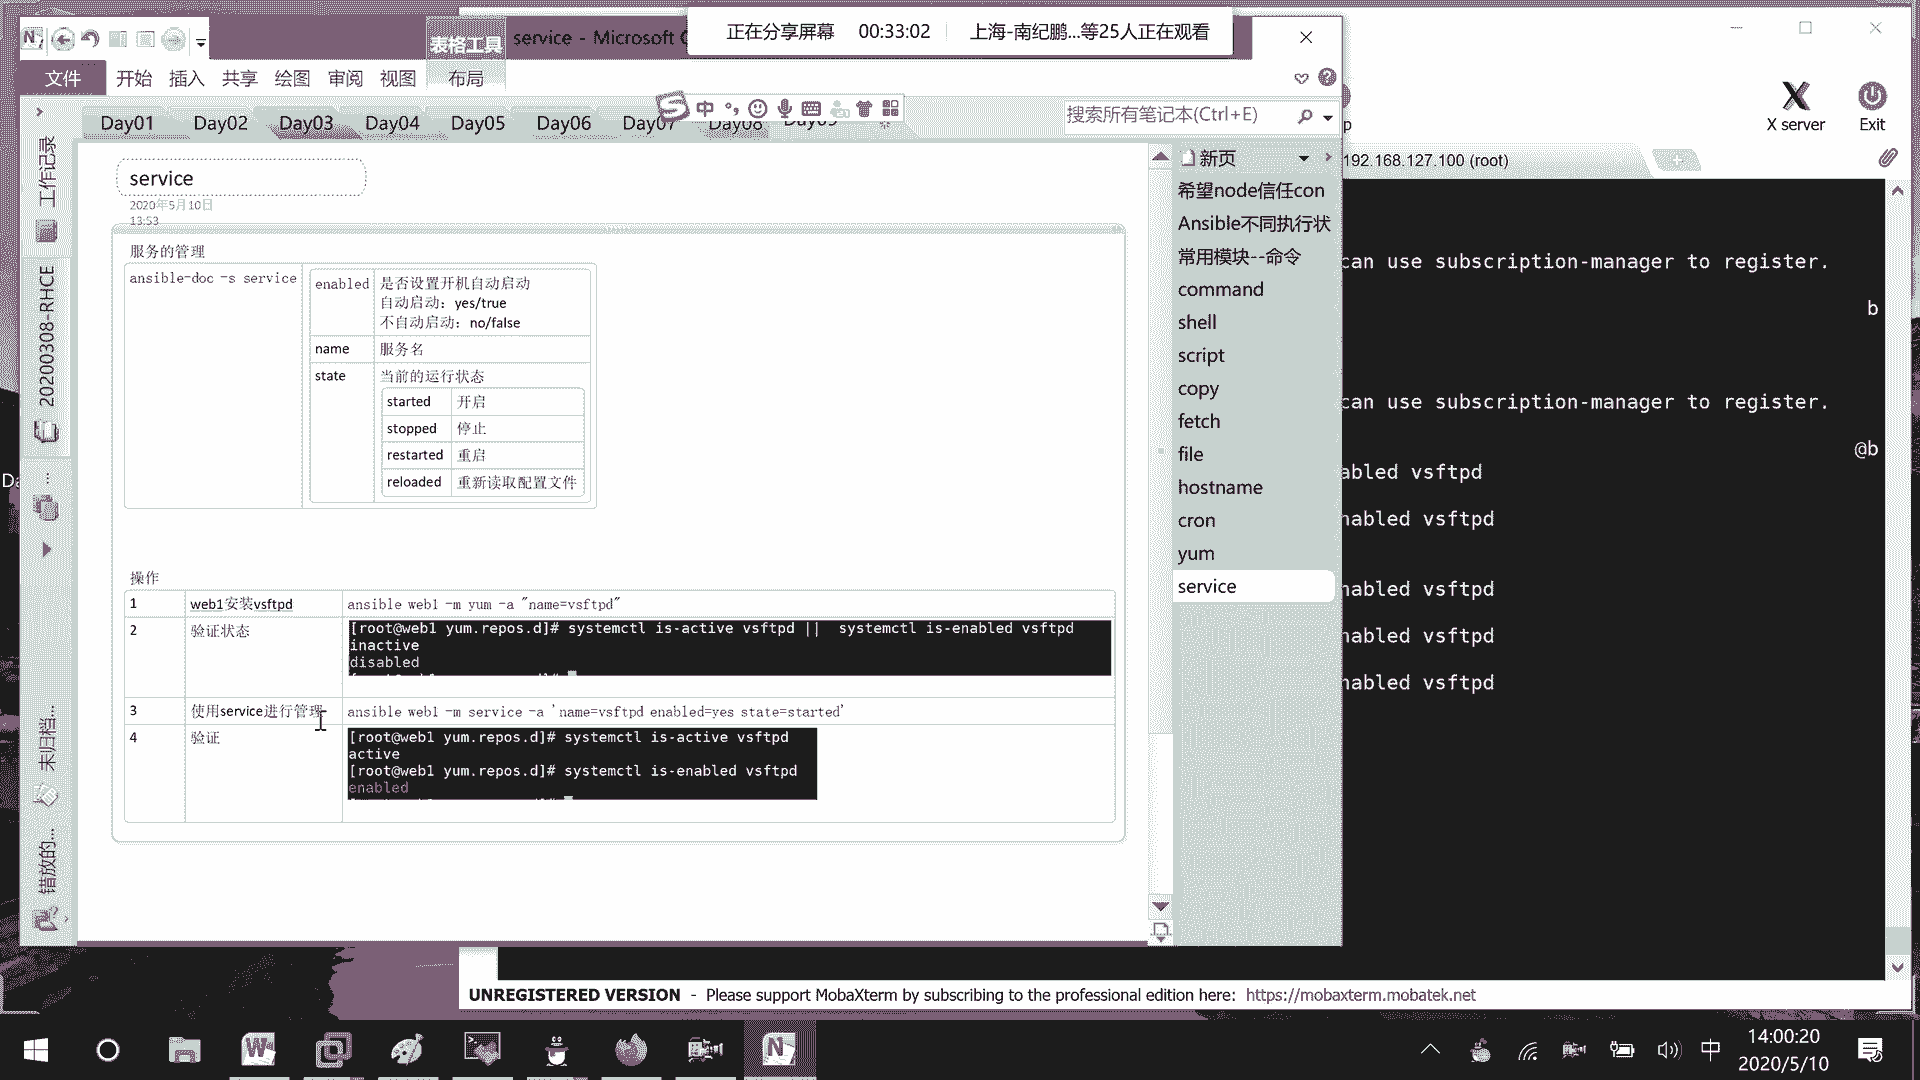 表格工具
service - Microsoft
正在分享屏幕 00:33:02 上海-南纪鹏...等25人正在观看
文件 开始 插入 共享 绘图 审阅 视图 布局
X server
Exit
Day01 Day02 Day03 Day04 Day05 Day06 Day07 Day08
中
搜索所有笔记本(Ctrl+E)
192.168.127.100 (root)
工作记录
20200308-RHCE
未归档...
错放的...
service
2020年5月10日
13:53
服务的管理
ansible-doc -s service
enabled 是否设置开机自动启动
自动启动：yes/true
不自动启动：no/false
name 服务名
state 当前的运行状态
started 开启
stopped 停止
restarted 重启
reloaded 重新读取配置文件
操作
1 web1安装vsftpd ansible web1 -m yum -a "name=vsftpd"
2 验证状态 [root@web1 yum.repos.d]# systemctl is-active vsftpd || systemctl is-enabled vsftpd
inactive
disabled
3 使用service进行管理 ansible web1 -m service -a 'name=vsftpd enabled=yes state=started'
4 验证 [root@web1 yum.repos.d]# systemctl is-active vsftpd
active
[root@web1 yum.repos.d]# systemctl is-enabled vsftpd
enabled
新页
希望node信任con
Ansible不同执行状
常用模块--命令
command
shell
script
copy
fetch
file
hostname
cron
yum
service
can use subscription-manager to register.
b
can use subscription-manager to register.
@b
abled vsftpd
nabled vsftpd
nabled vsftpd
nabled vsftpd
nabled vsftpd
UNREGISTERED VERSION - Please support MobaXterm by subscribing to the professional edition here: https://mobaxterm.mobatek.net
中
14:00:20
2020/5/10